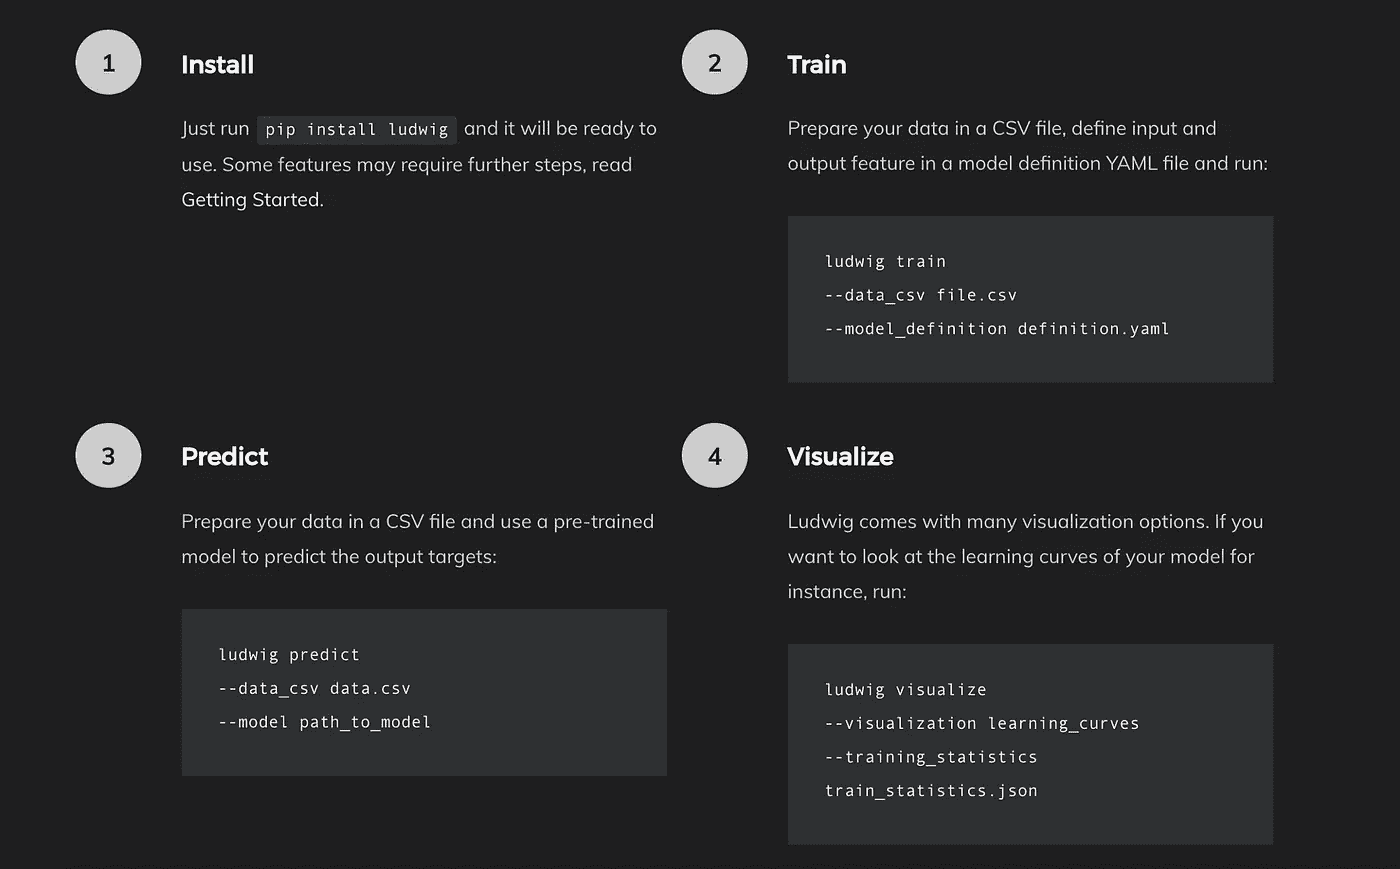 1
Install
Just run pip install ludwig and it will be ready to
use. Some features may require further steps, read
Getting Started.
2
Train
Prepare your data in a CSV file, define input and
output feature in a model definition YAML file and run:
ludwig train
--data_csv file.csv
--model_definition definition.yaml
3
Predict
Prepare your data in a CSV file and use a pre-trained
model to predict the output targets:
ludwig predict
--data_csv data.csv
--model path_to_model
4
Visualize
Ludwig comes with many visualization options. If you
want to look at the learning curves of your model for
instance, run:
ludwig visualize
--visualization learning_curves
--training_statistics
train_statistics.json